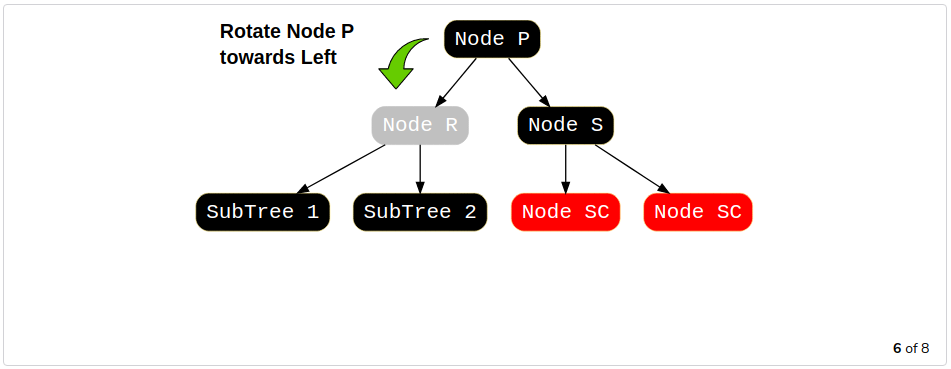 Rotate Node P
towards Left
Node P
Node R
Node S
SubTree 1
SubTree 2
Node SC
Node SC
6 of 8